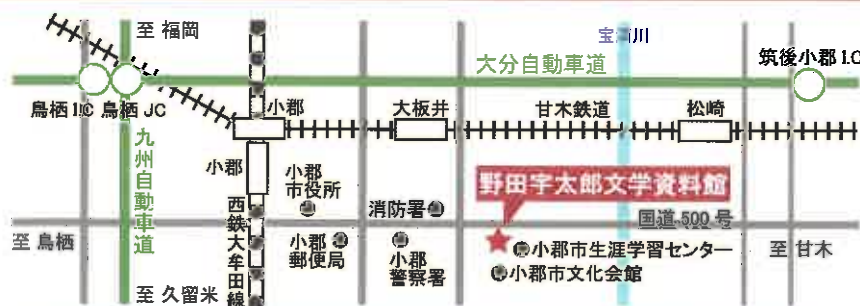 至 福岡
宝満川
大分自動車道
筑後小郡 I.C
鳥栖 I.C
鳥栖 JC
小郡
大板井
甘木鉄道
松崎
九州自動車道
小郡
小郡
市役所
消防署
野田宇太郎文学資料館
国道 500 号
至 鳥栖
西鉄大牟田線
小郡
郵便局
小郡
警察署
小郡市生涯学習センター
小郡市文化会館
至 甘木
至 久留米